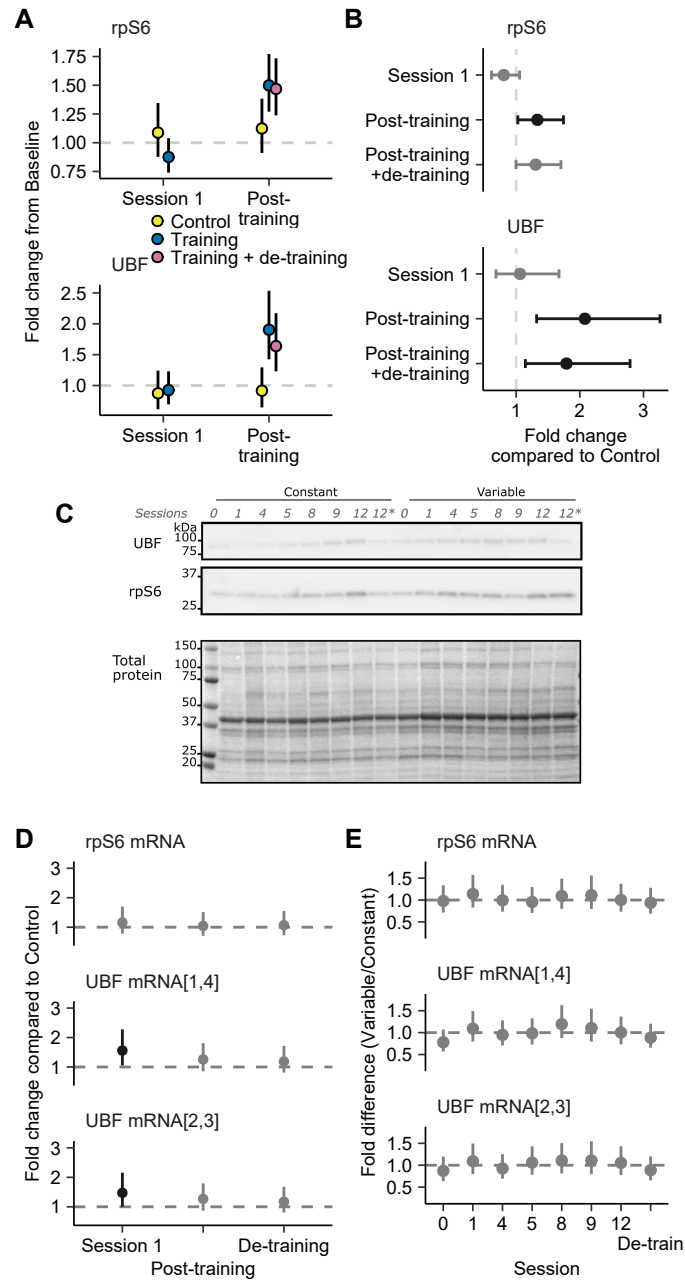 A
rpS6
Fold change from Baseline
1.75
1.50
1.25
1.00
0.75
Session 1
Post-
training
Control
Training
Training + de-training
UBF
2.5
2.0
1.5
1.0
Session 1
Post-
training
B
rpS6
Session 1
Post-training
Post-training
+de-training
UBF
Session 1
Post-training
Post-training
+de-training
1 2 3
Fold change
compared to Control
C
Constant Variable
Sessions 0 1 4 5 8 9 12 12* 0 1 4 5 8 9 12 12*
kDa
UBF
100
75
rpS6
37
25
Total
protein
150
100
75
50
37
25
20
D
rpS6 mRNA
Fold change compared to Control
3
2
1
UBF mRNA[1,4]
3
2
1
UBF mRNA[2,3]
3
2
1
Session 1 De-training
Post-training
E
rpS6 mRNA
Fold difference (Variable/Constant)
1.5
1.0
0.5
UBF mRNA[1,4]
1.5
1.0
0.5
UBF mRNA[2,3]
1.5
1.0
0.5
0 1 4 5 8 9 12
De-train
Session